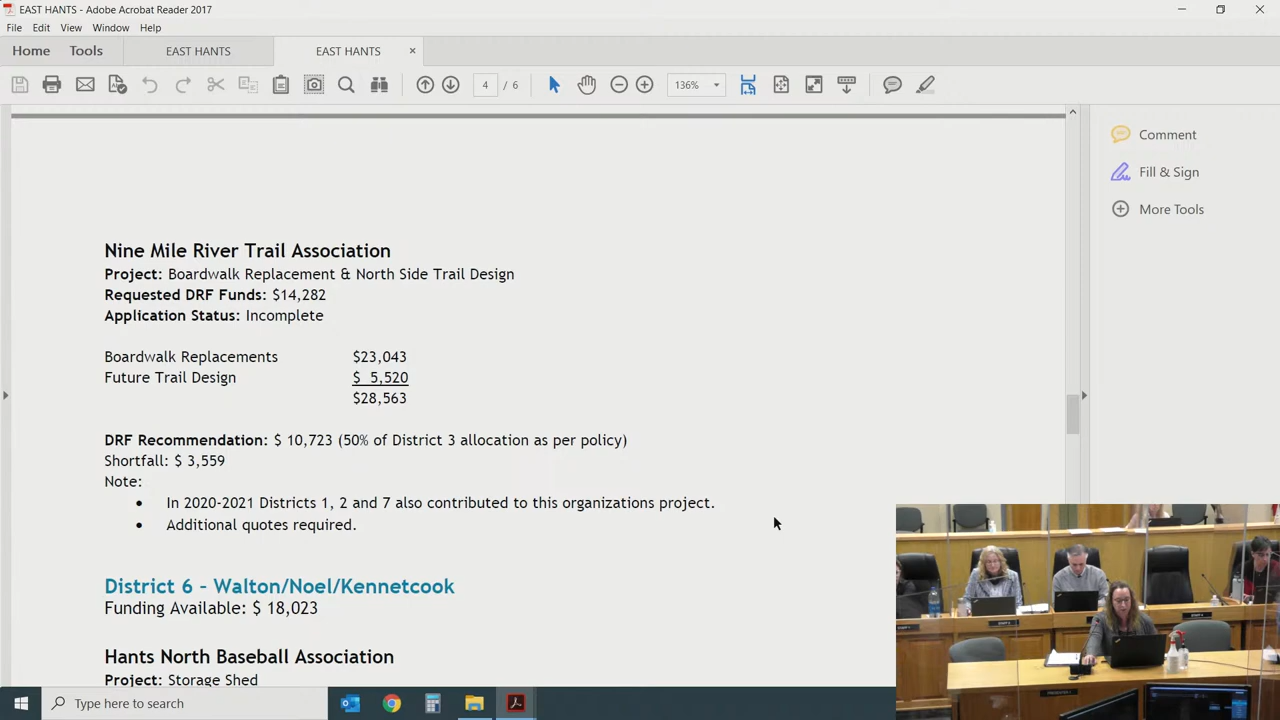 EAST HANTS - Adobe Acrobat Reader 2017
File Edit View Window Help
Home Tools EAST HANTS EAST HANTS ×
4 / 6 136%
Comment
Fill & Sign
More Tools
Nine Mile River Trail Association
Project: Boardwalk Replacement & North Side Trail Design
Requested DRF Funds: $14,282
Application Status: Incomplete
Boardwalk Replacements $23,043
Future Trail Design $ 5,520
$28,563
DRF Recommendation: $ 10,723 (50% of District 3 allocation as per policy)
Shortfall: $ 3,559
Note:
• In 2020-2021 Districts 1, 2 and 7 also contributed to this organizations project.
• Additional quotes required.
District 6 – Walton/Noel/Kennetcook
Funding Available: $ 18,023
Hants North Baseball Association
Project: Storage Shed
Type here to search